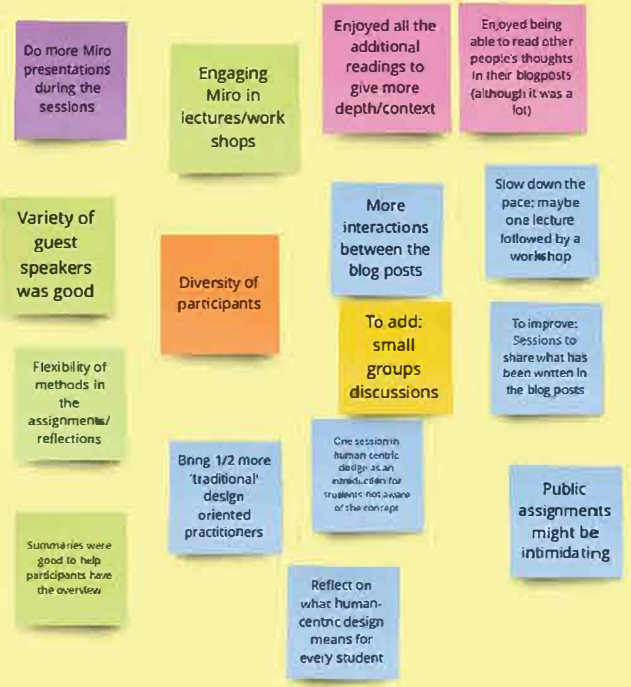 Do more Miro
presentations
during the
sessions
Engaging
Miro in
lectures/work
shops
Enjoyed all the
additional
readings to
give more
depth/context
Enjoyed being
able to read other
people's thoughts
in their blogposts
(although it was a
lot)
Variety of
guest
speakers
was good
Diversity of
participants
More
interactions
between the
blog posts
Slow down the
pace: maybe
one lecture
followed by a
workshop
Flexibility of
methods in
the
assignments/
reflections
To add:
small
groups
discussions
To improve:
Sessions to
share what has
been written in
the blog posts
Bring 1/2 more
'traditional'
design
oriented
practitioners
One session in
human centric
design as an
introduction for
students not aware
of the concept
Public
assignments
might be
intimidating
Summaries were
good to help
participants have
the overview
Reflect on
what human-
centric design
means for
every student